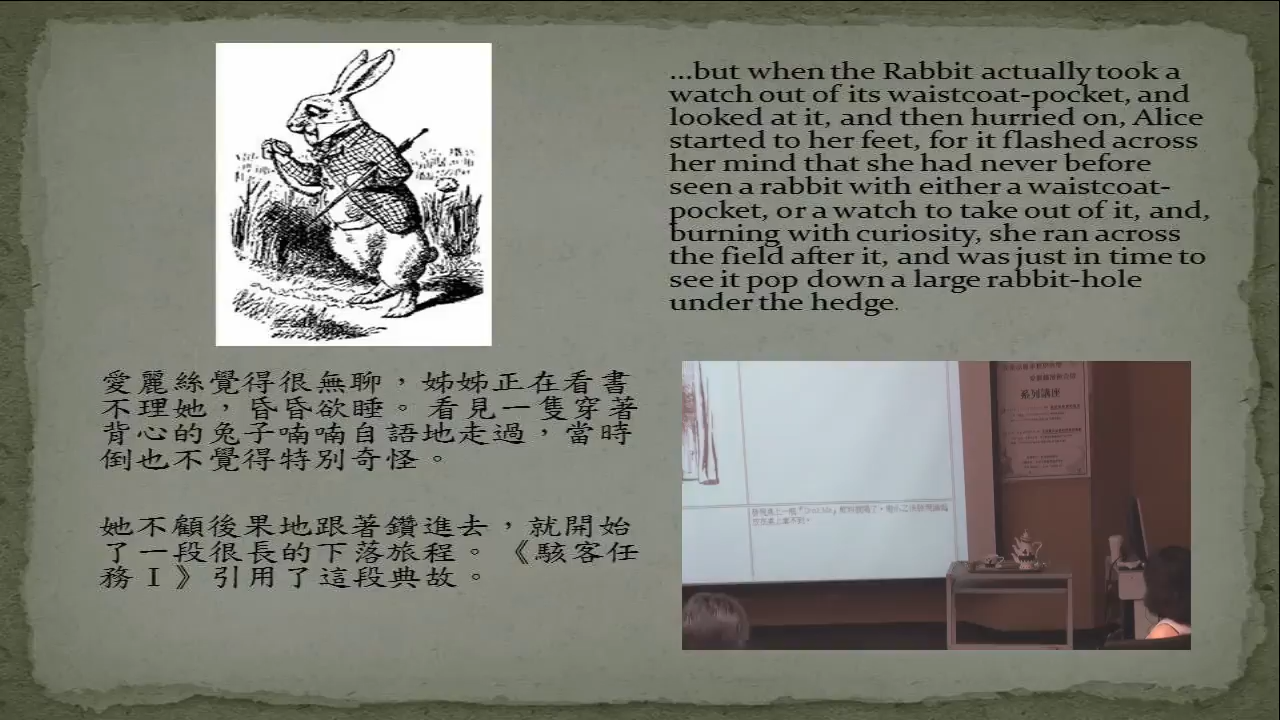 ...but when the Rabbit actually took a
watch out of its waistcoat-pocket, and
looked at it, and then hurried on, Alice
started to her feet, for it flashed across
her mind that she had never before
seen a rabbit with either a waistcoat-
pocket, or a watch to take out of it, and,
burning with curiosity, she ran across
the field after it, and was just in time to
see it pop down a large rabbit-hole
under the hedge.
愛麗絲覺得很無聊，姊姊正在看書
不理她，昏昏欲睡。看見一隻穿著
背心的兔子喃喃自語地走過，當時
倒也不覺得特別奇怪。
她不顧後果地跟著鑽進去，就開始
了一段很長的下落旅程。《駭客任
務Ｉ》引用了這段典故。
系列講座